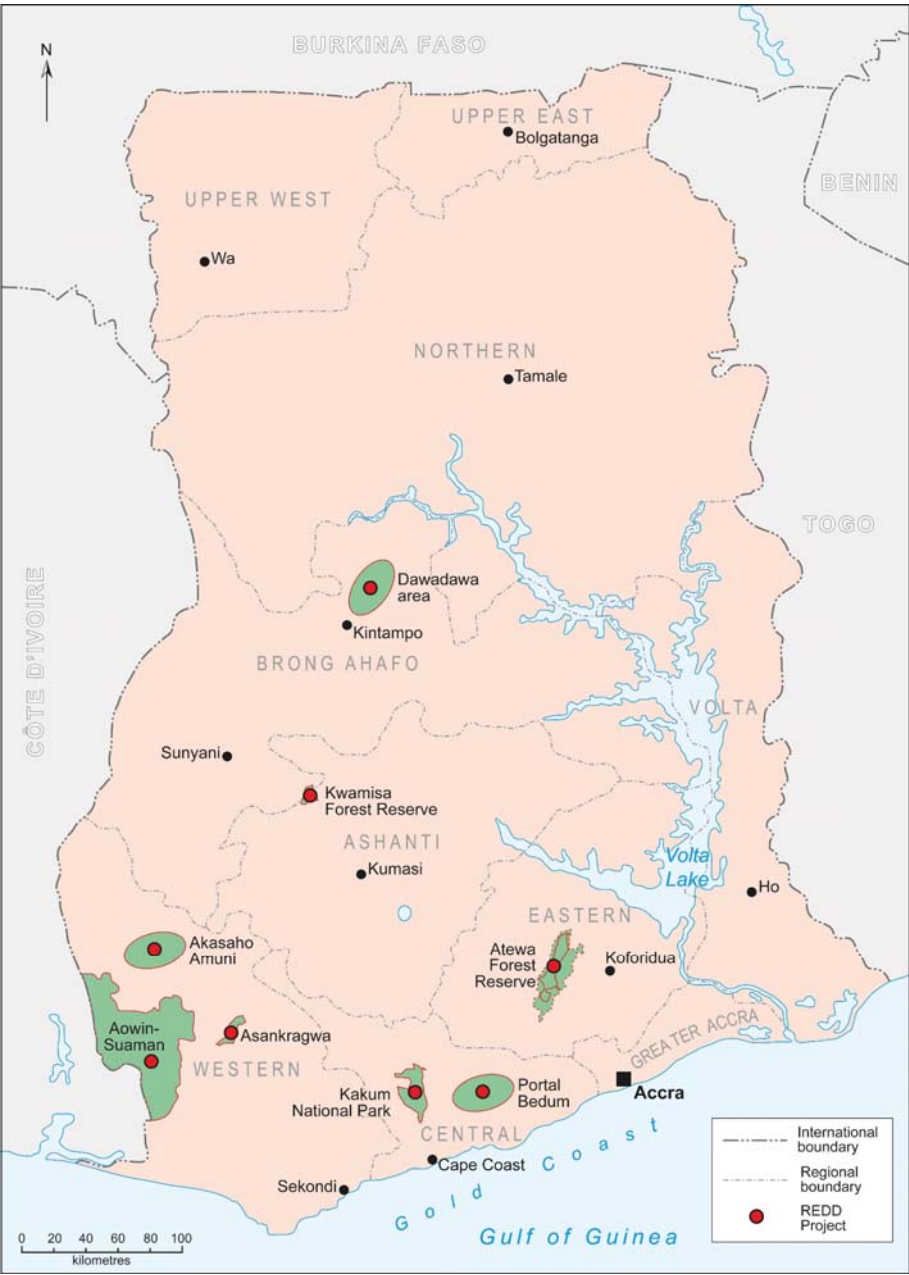 BURKINA FASO
N
UPPER EAST
Bolgatanga
BENIN
UPPER WEST
Wa
NORTHERN
Tamale
TOGO
CÔTE D'IVOIRE
Dawadawa
area
Kintampo
BRONG AHAFO
VOLTA
Sunyani
Kwamisa
Forest Reserve
ASHANTI
Kumasi
Volta
Lake
Ho
EASTERN
Akasaho
Amuni
Atewa
Forest
Reserve
Koforidua
Aowin-
Suaman
Asankragwa
WESTERN
GREATER ACCRA
Kakum
National Park
Portal
Bedum
Accra
CENTRAL
Cape Coast
Sekondi
Gold Coast
Gulf of Guinea
International
boundary
Regional
boundary
REDD
Project
0 20 40 60 80 100
kilometres